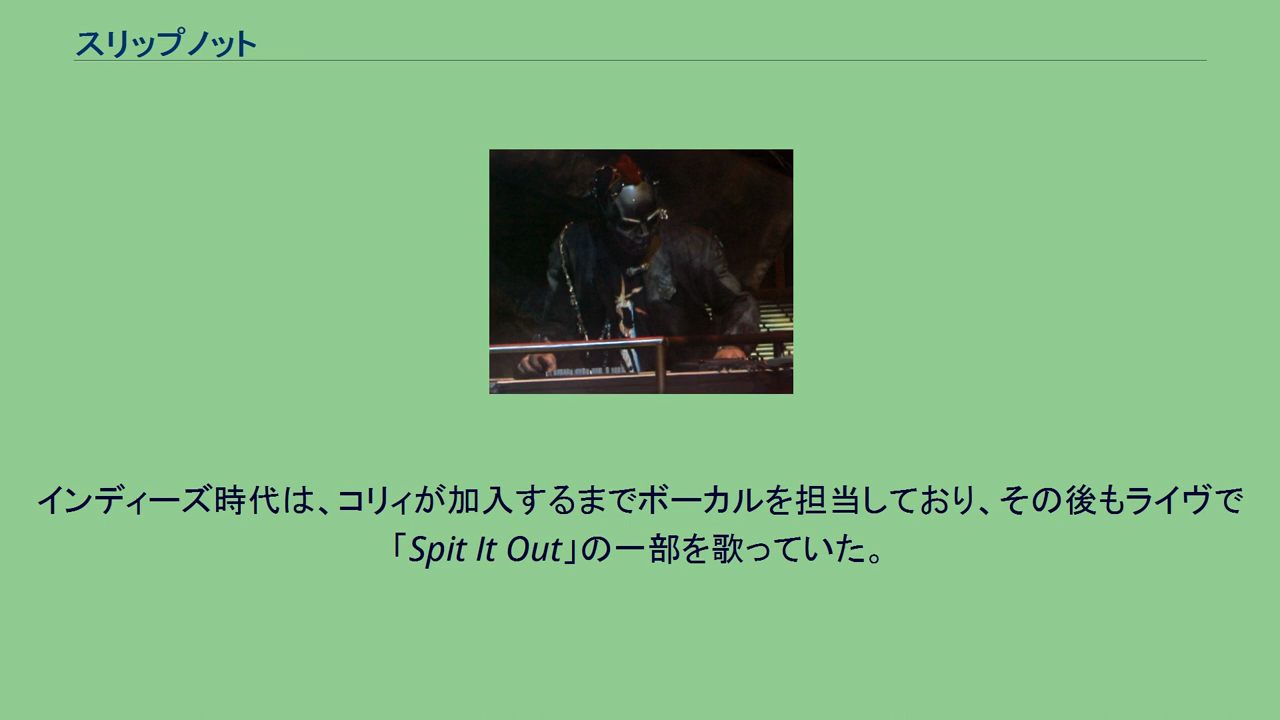 スリップノット
インディーズ時代は、コリィが加入するまでボーカルを担当しており、その後もライヴで
「Spit It Out」の一部を歌っていた。